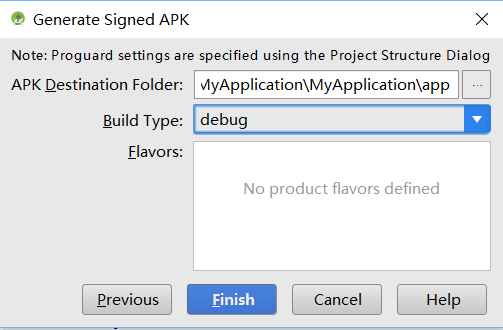 Generate Signed APK
Note: Proguard settings are specified using the Project Structure Dialog
APK Destination Folder: MyApplication\MyApplication\app ...
Build Type: debug
Flavors:
No product flavors defined
Previous Finish Cancel Help